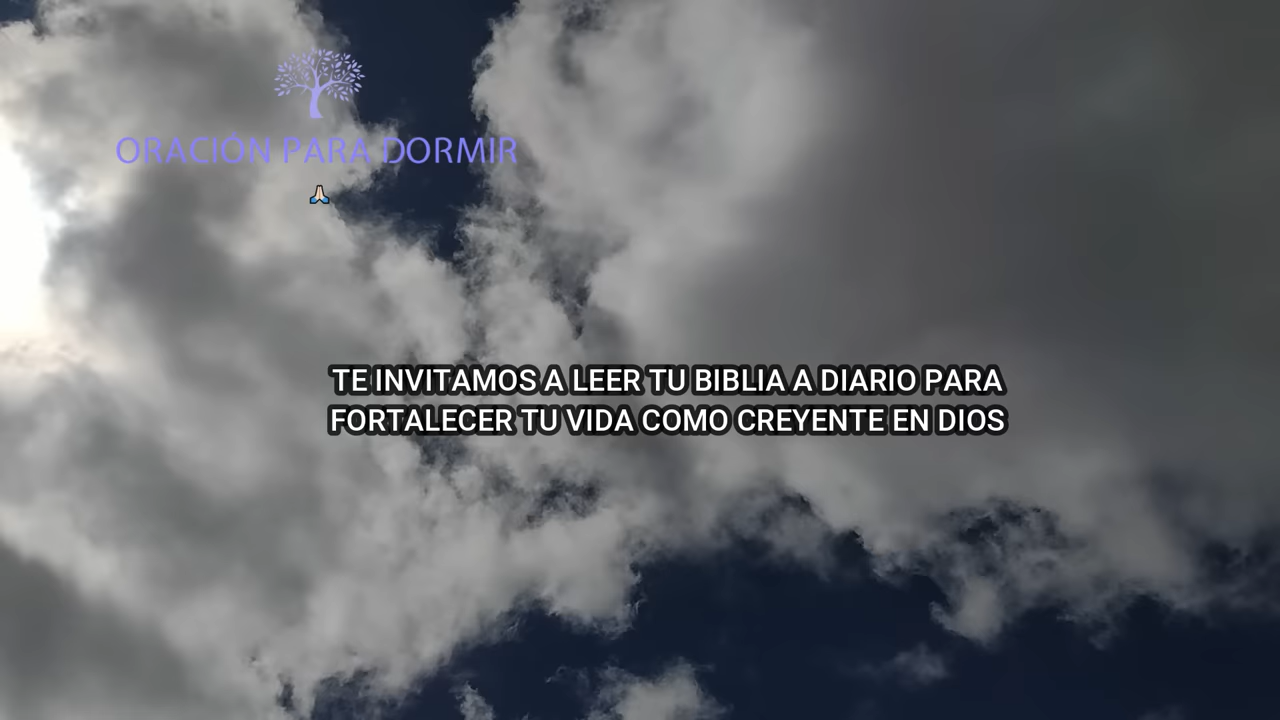 ORACIÓN PARA DORMIR
TE INVITAMOS A LEER TU BIBLIA A DIARIO PARA
FORTALECER TU VIDA COMO CREYENTE EN DIOS